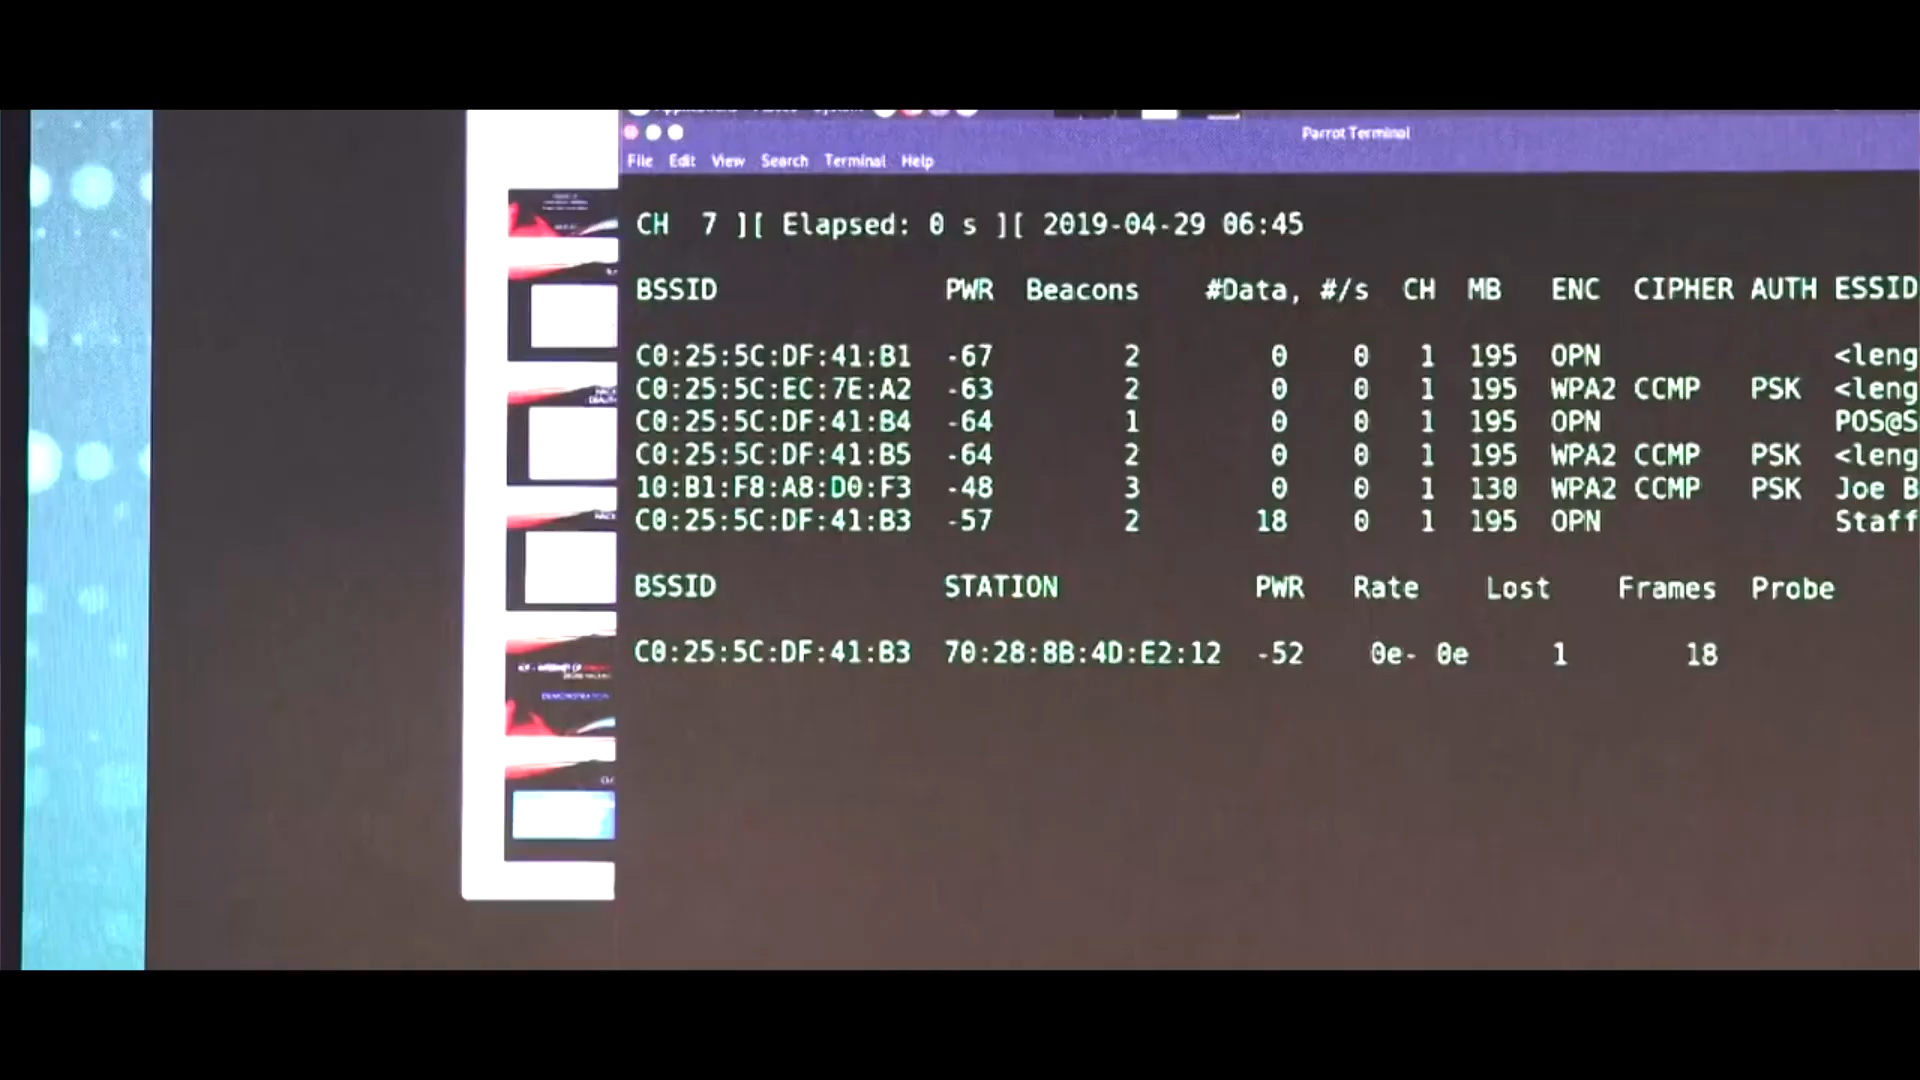 Parrot Terminal
File Edit View Search Terminal Help
CH 7 ][ Elapsed: 0 s ][ 2019-04-29 06:45
BSSID PWR Beacons #Data, #/s CH MB ENC CIPHER AUTH ESSID
C0:25:5C:DF:41:B1 -67 2 0 0 1 195 OPN <leng
C0:25:5C:EC:7E:A2 -63 2 0 0 1 195 WPA2 CCMP PSK <leng
C0:25:5C:DF:41:B4 -64 1 0 0 1 195 OPN POS@S
C0:25:5C:DF:41:B5 -64 2 0 0 1 195 WPA2 CCMP PSK <leng
10:B1:F8:A8:D0:F3 -48 3 0 0 1 130 WPA2 CCMP PSK Joe B
C0:25:5C:DF:41:B3 -57 2 18 0 1 195 OPN Staff
BSSID STATION PWR Rate Lost Frames Probe
C0:25:5C:DF:41:B3 70:28:8B:4D:E2:12 -52 0e- 0e 1 18
DEMONSTRATION